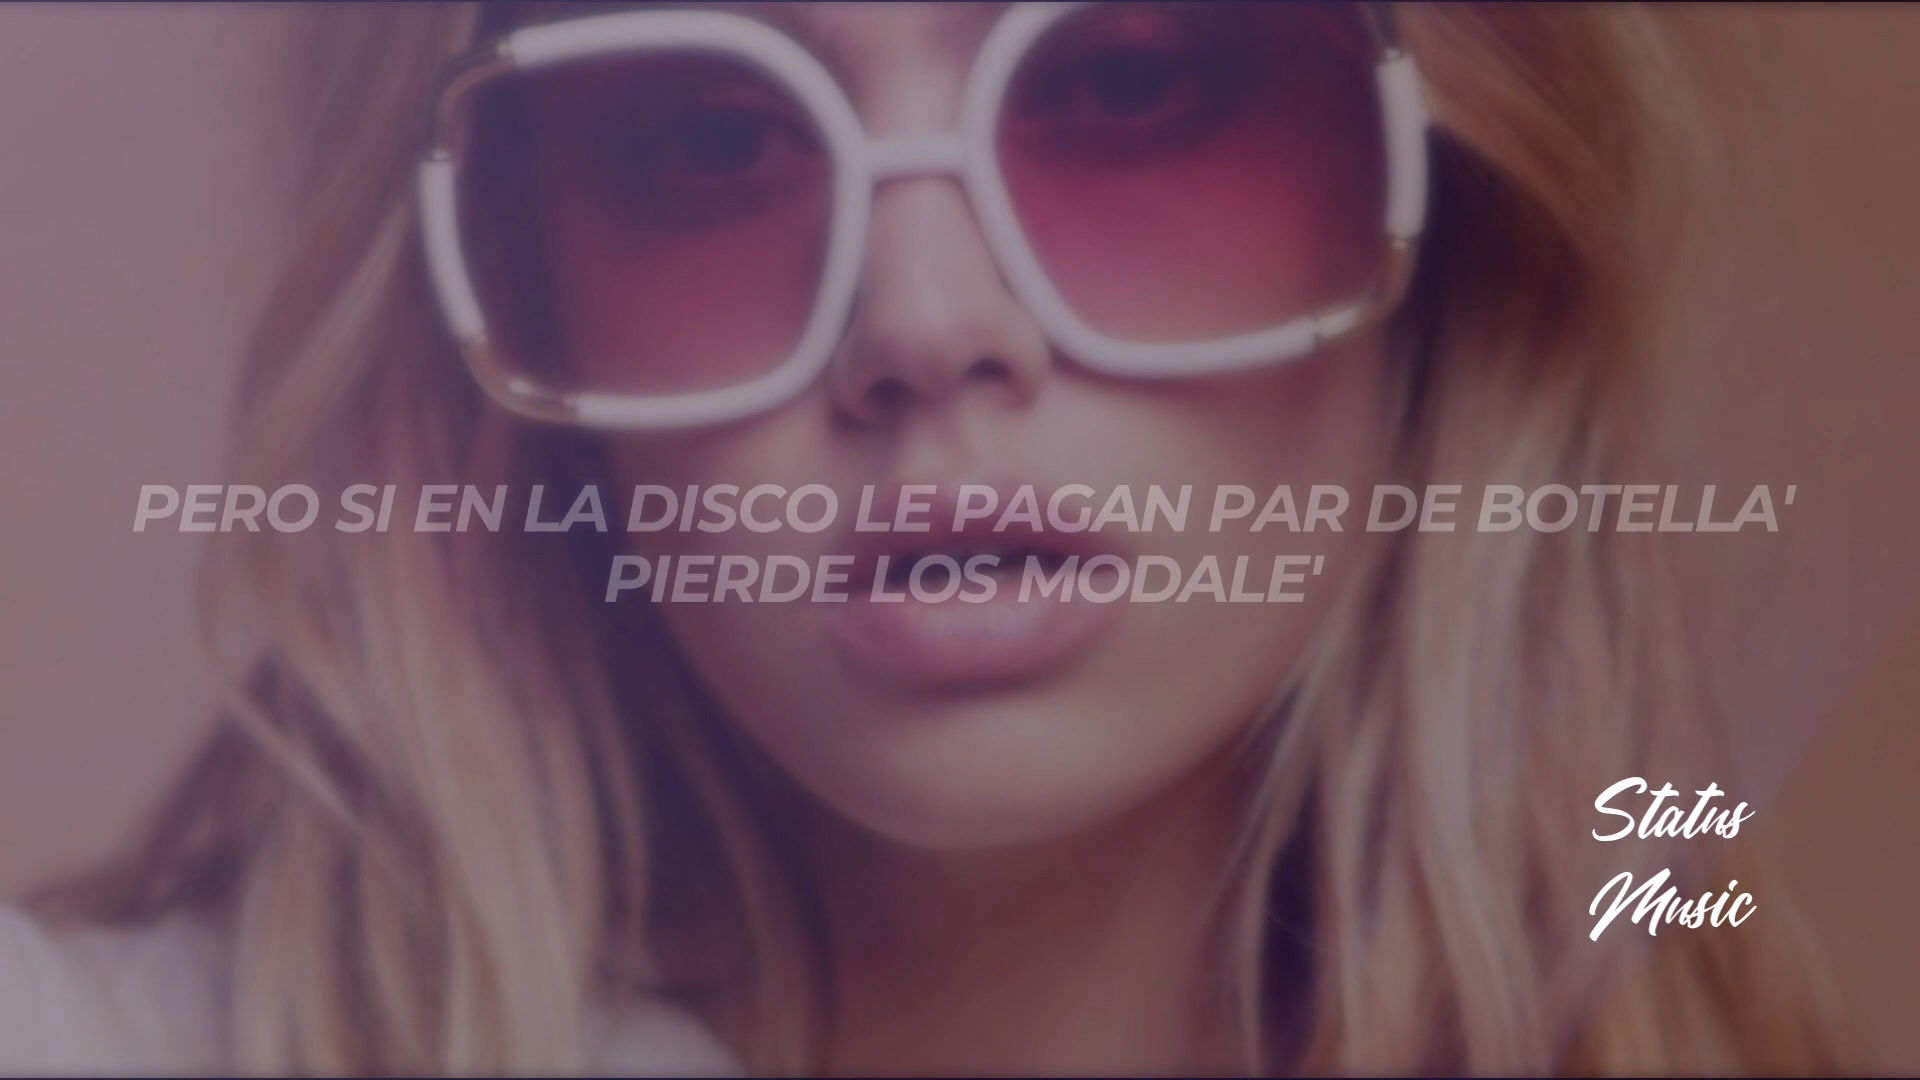 PERO SI EN LA DISCO LE PAGAN PAR DE BOTELLA'
PIERDE LOS MODALE'
Status
Music